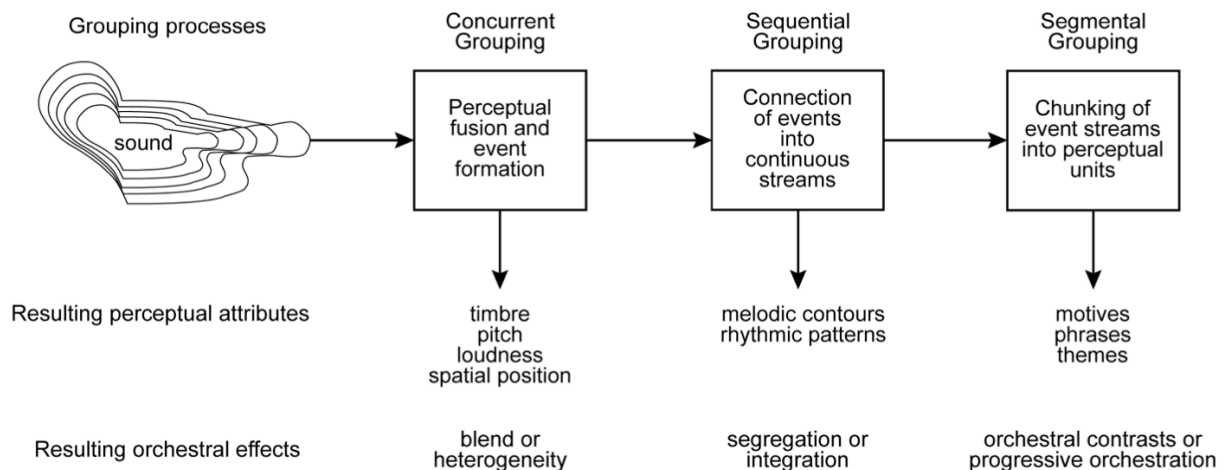 Grouping processes
Concurrent
Grouping
Sequential
Grouping
Segmental
Grouping
sound
Perceptual
fusion and
event
formation
Connection
of events
into
continuous
streams
Chunking of
event streams
into perceptual
units
Resulting perceptual attributes
timbre
pitch
loudness
spatial position
melodic contours
rhythmic patterns
motives
phrases
themes
Resulting orchestral effects
blend or
heterogeneity
segregation or
integration
orchestral contrasts or
progressive orchestration